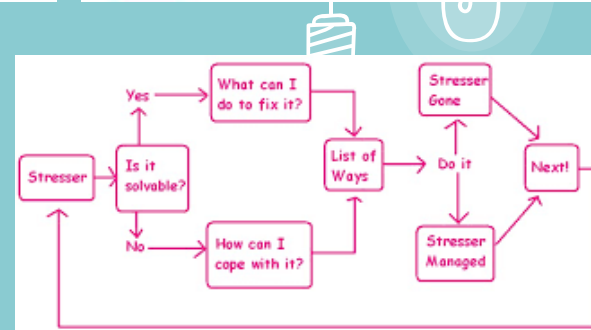 Stresser
Is it
solvable?
Yes
What can I
do to fix it?
No
How can I
cope with it?
List of
Ways
Do it
Stresser
Gone
Stresser
Managed
Next!